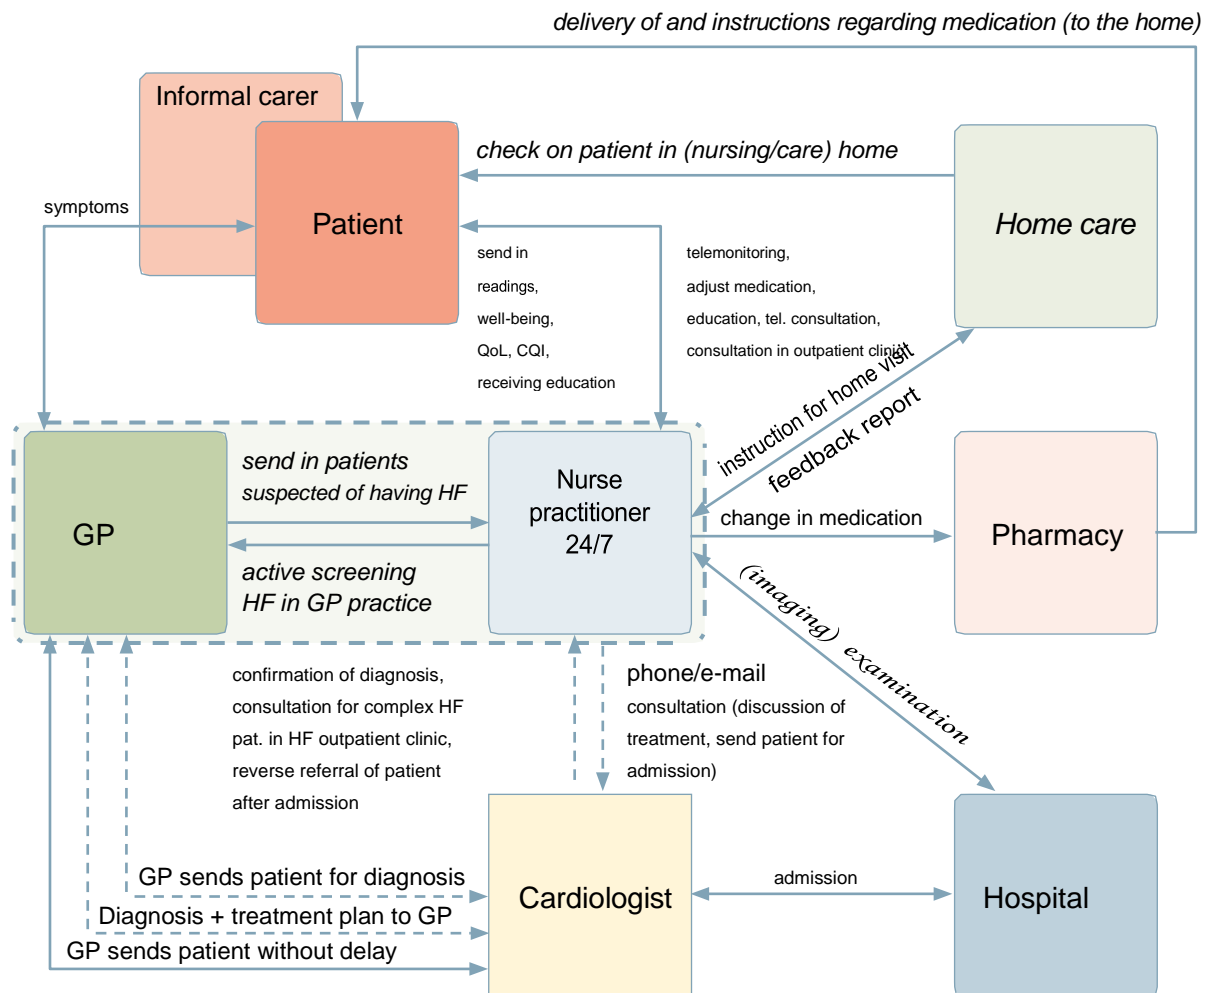 delivery of and instructions regarding medication (to the home)
Informal carer
check on patient in (nursing/care) home
symptoms
Patient
Home care
send in
readings,
well-being,
QoL, CQI,
receiving education
telemonitoring,
adjust medication,
education, tel. consultation,
consultation in outpatient clinic
instruction for home visit
feedback report
send in patients
suspected of having HF
GP
Nurse
practitioner
24/7
change in medication
Pharmacy
active screening
HF in GP practice
(imaging) examination
confirmation of diagnosis,
consultation for complex HF
pat. in HF outpatient clinic,
reverse referral of patient
after admission
phone/e-mail
consultation (discussion of
treatment, send patient for
admission)
GP sends patient for diagnosis
Diagnosis + treatment plan to GP
GP sends patient without delay
Cardiologist
admission
Hospital